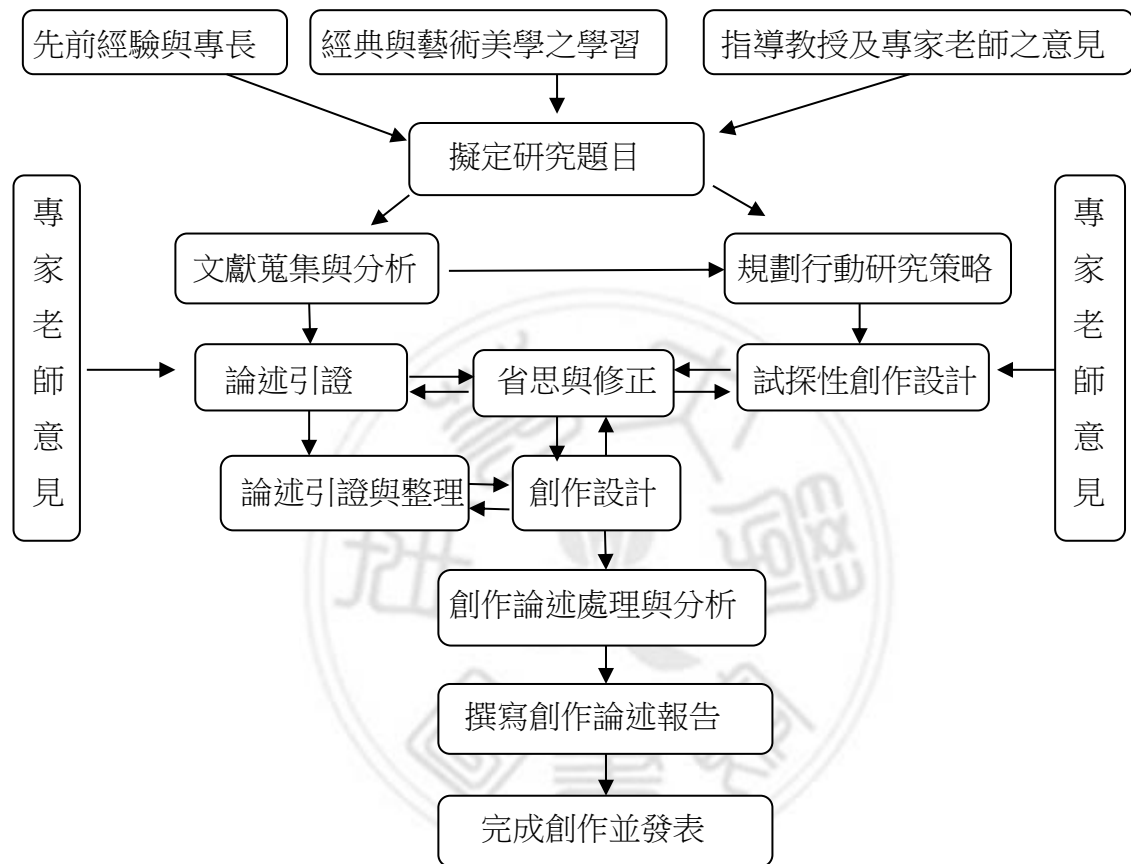 先前經驗與專長
經典與藝術美學之學習
指導教授及專家老師之意見
擬定研究題目
專家老師意見
文獻蒐集與分析
規劃行動研究策略
專家老師意見
論述引證
省思與修正
試探性創作設計
論述引證與整理
創作設計
創作論述處理與分析
撰寫創作論述報告
完成創作並發表